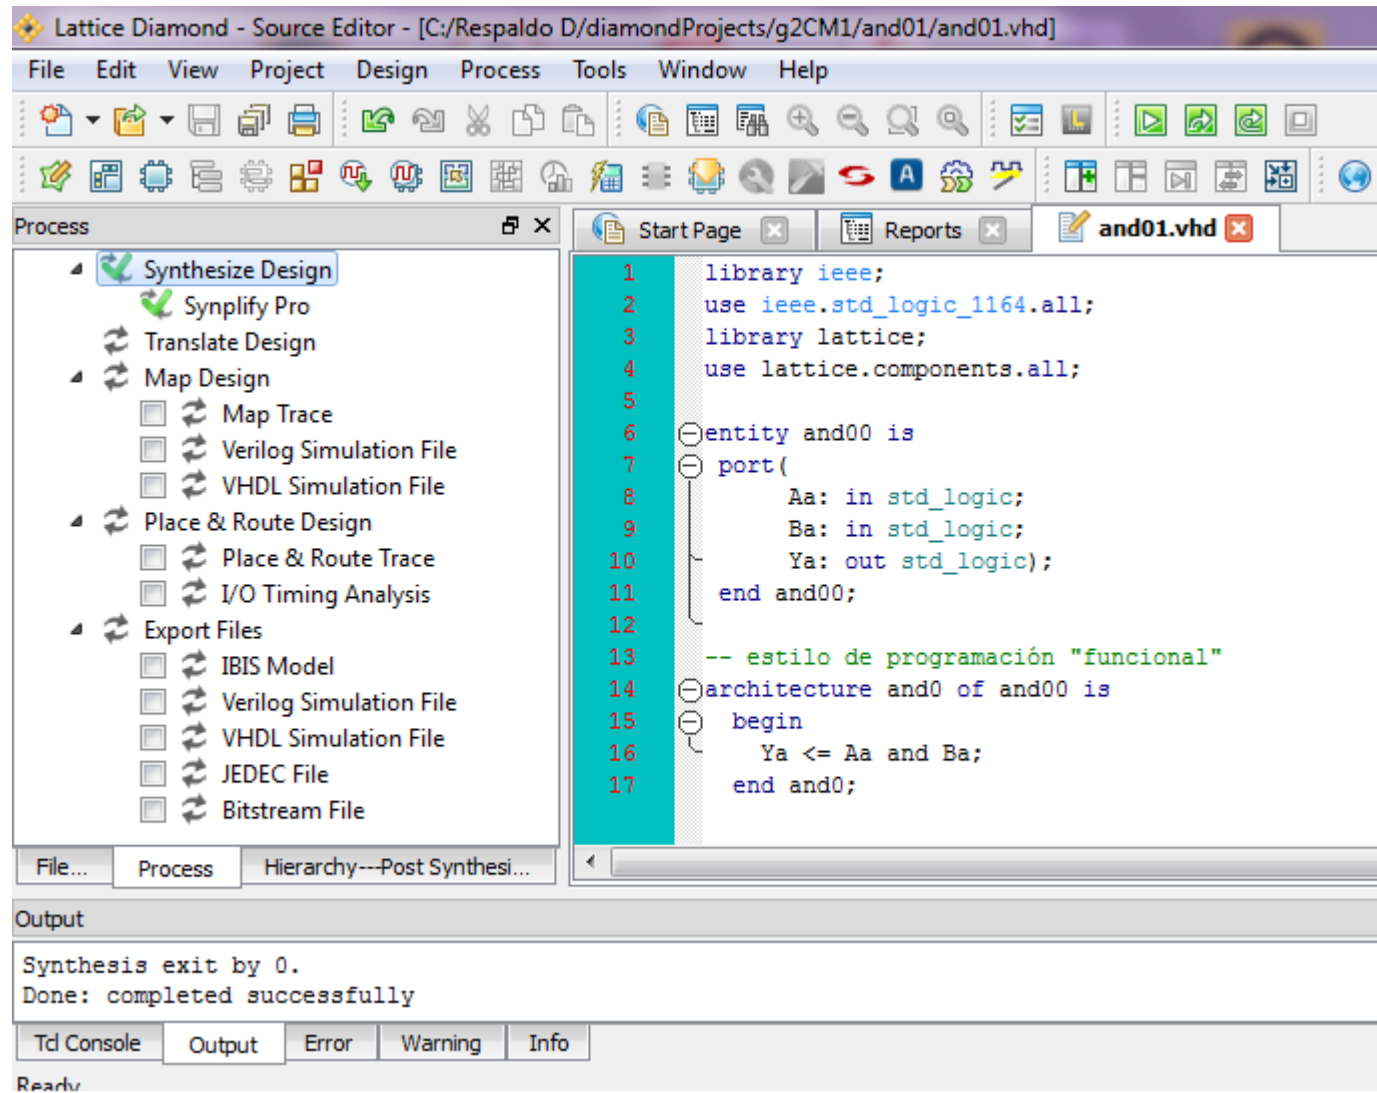 Lattice Diamond - Source Editor - [C:/Respaldo D/diamondProjects/g2CM1/and01/and01.vhd]
File Edit View Project Design Process Tools Window Help
Process
Start Page Reports and01.vhd
Synthesize Design
Synplify Pro
Translate Design
Map Design
Map Trace
Verilog Simulation File
VHDL Simulation File
Place & Route Design
Place & Route Trace
I/O Timing Analysis
Export Files
IBIS Model
Verilog Simulation File
VHDL Simulation File
JEDEC File
Bitstream File
File... Process Hierarchy---Post Synthesi...
1 library ieee;
2 use ieee.std_logic_1164.all;
3 library lattice;
4 use lattice.components.all;
5
6 entity and00 is
7 port(
8 Aa: in std_logic;
9 Ba: in std_logic;
10 Ya: out std_logic);
11 end and00;
12
13 -- estilo de programación "funcional"
14 architecture and0 of and00 is
15 begin
16 Ya <= Aa and Ba;
17 end and0;
Output
Synthesis exit by 0.
Done: completed successfully
Tcl Console Output Error Warning Info
Ready